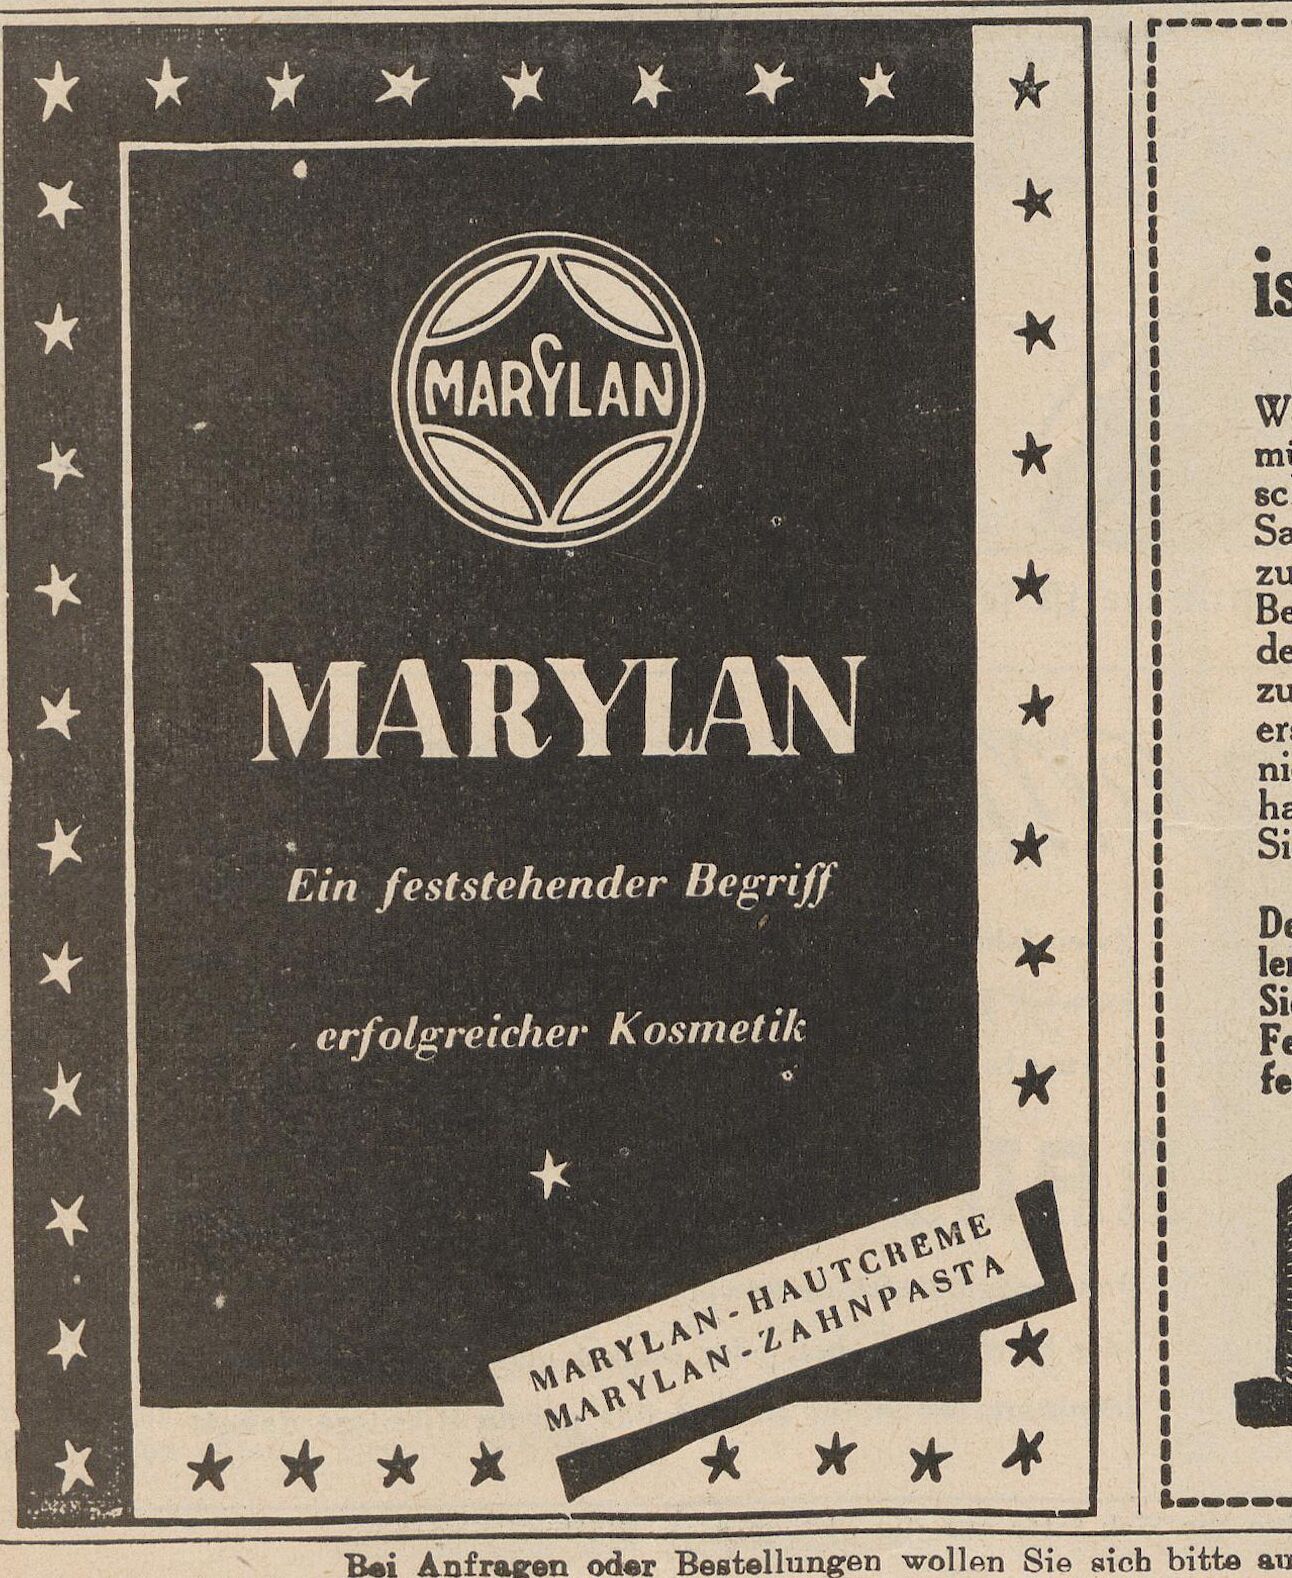 MARYLAN
MARYLAN
Ein feststehender Begriff
erfolgreicher Kosmetik
MARYLAN-HAUTCREME
MARYLAN-ZAHNPASTA
Bei Anfragen oder Bestellungen wollen Sie sich bitte